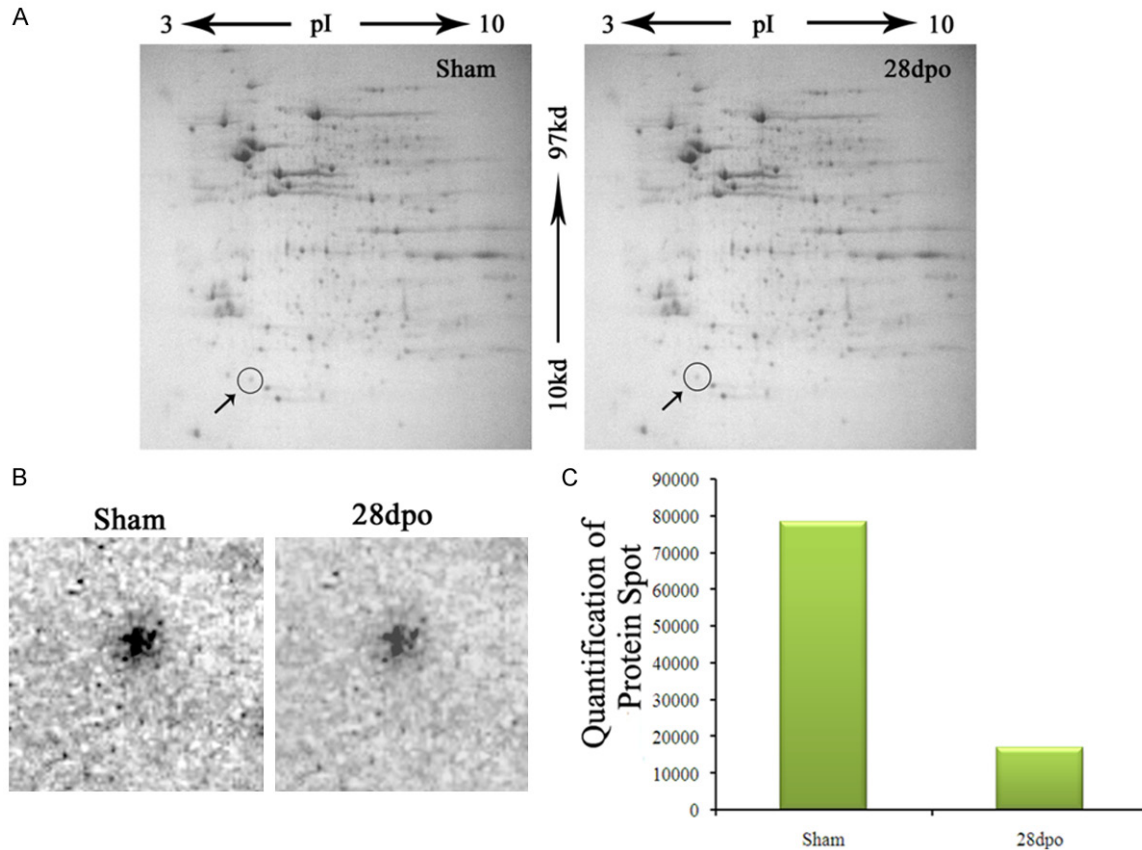 A
3 pI 10
3 pI 10
Sham
28dpo
97kd
10kd
B
Sham
28dpo
C
Quantification of
Protein Spot
90000
80000
70000
60000
50000
40000
30000
20000
10000
0
Sham
28dpo